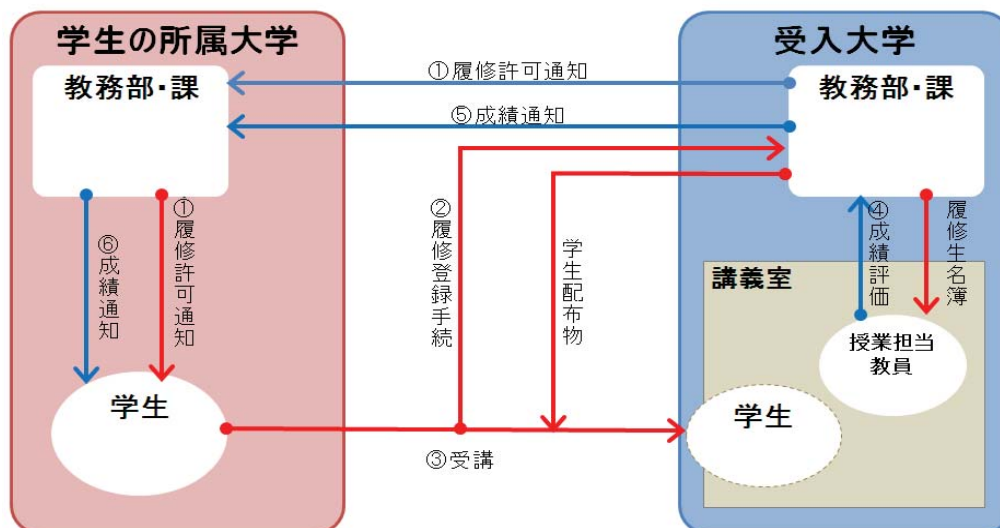 学生の所属大学
教務部・課
①履修許可通知
⑤成績通知
受入大学
教務部・課
⑥成績通知
①履修許可通知
②履修登録手続
学生配布物
④成績評価
履修生名簿
講義室
授業担当
教員
学生
学生
③受講